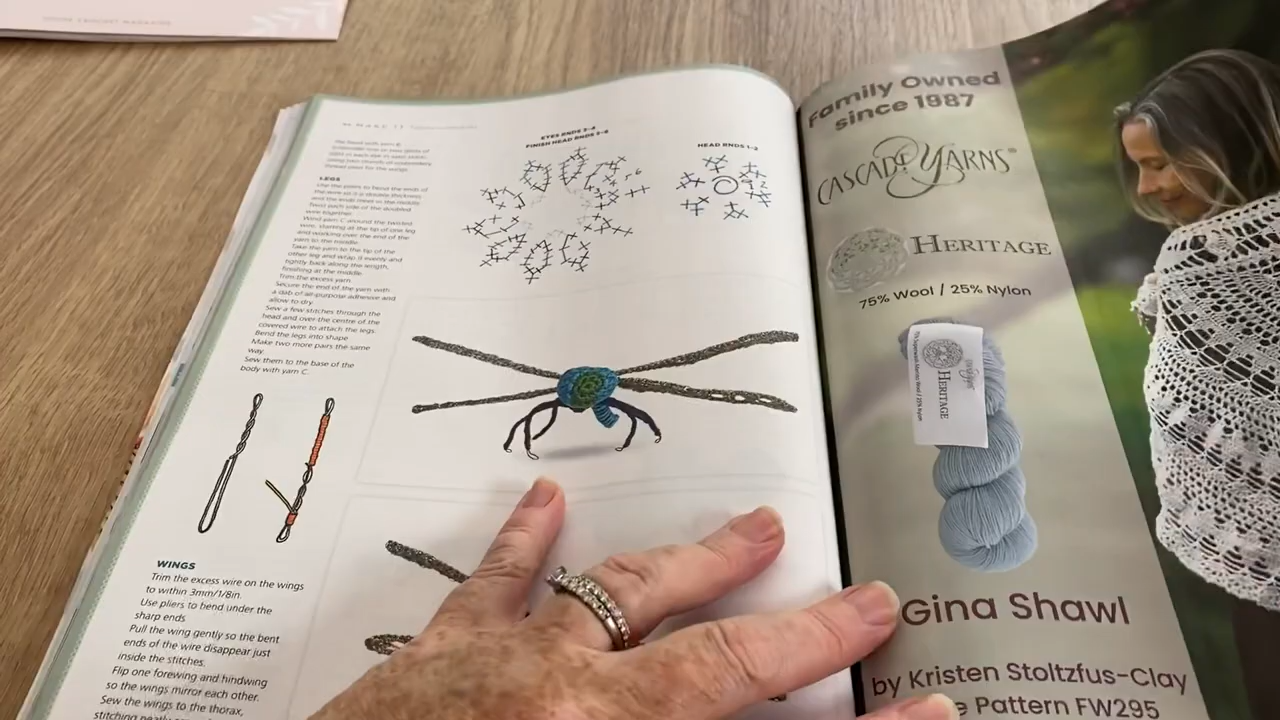 INSIDE CROCHET MAGAZINE
MAKE IT
LEGS
Use the pliers to bend the ends of
the wire so it is double thickness
and the ends meet in the middle.
Twist each side of the doubled
wire together.
Wind yarn C around the twisted
wire, starting at the tip of one leg
and working over the end of the
yarn to the middle.
Take the yarn to the tip of the
other leg and wrap it evenly and
tightly back along the length,
finishing at the middle.
Trim the excess yarn.
Secure the end of the yarn with
a dab of all-purpose adhesive and
allow to dry.
Sew a few stitches through the
head and over the centre of the
covered wire to attach the legs.
Bend the legs into shape.
Make two more pairs the same
way.
Sew them to the base of the
body with yarn C.
WINGS
Trim the excess wire on the wings
to within 3mm/1/8in.
Use pliers to bend under the
sharp ends
Pull the wing gently so the bent
ends of the wire disappear just
inside the stitches.
Flip one forewing and hindwing
so the wings mirror each other.
Sew the wings to the thorax,
stitching neatly
EYES RNDS 2-4
FINISH HEAD RNDS 5-6
HEAD RNDS 1-2
Family Owned
since 1987
CASCADE YARNS®
HERITAGE
75% Wool / 25% Nylon
HERITAGE
Gina Shawl
by Kristen Stoltzfus-Clay
Pattern FW295